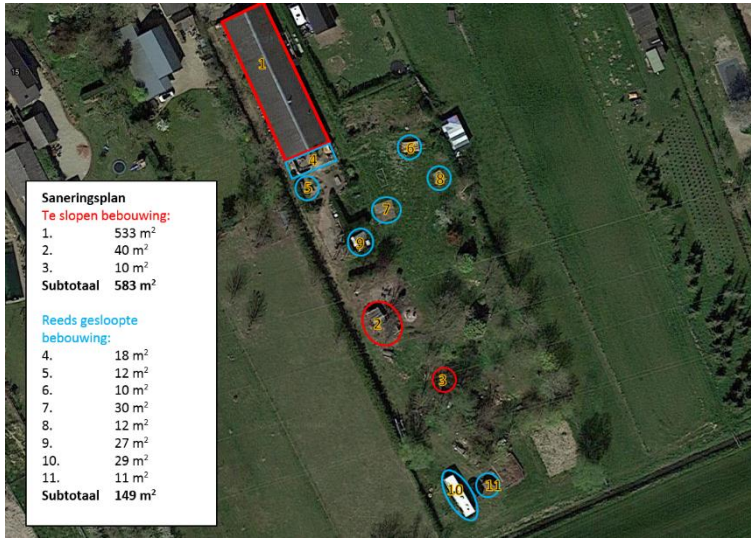 Saneringsplan
Te slopen bebouwing:
1. 533 m²
2. 40 m²
3. 10 m²
Subtotaal 583 m²
Reeds gesloopte
bebouwing:
4. 18 m²
5. 12 m²
6. 10 m²
7. 30 m²
8. 12 m²
9. 27 m²
10. 29 m²
11. 11 m²
Subtotaal 149 m²
15
1
4
5
6
8
7
9
2
3
10
11